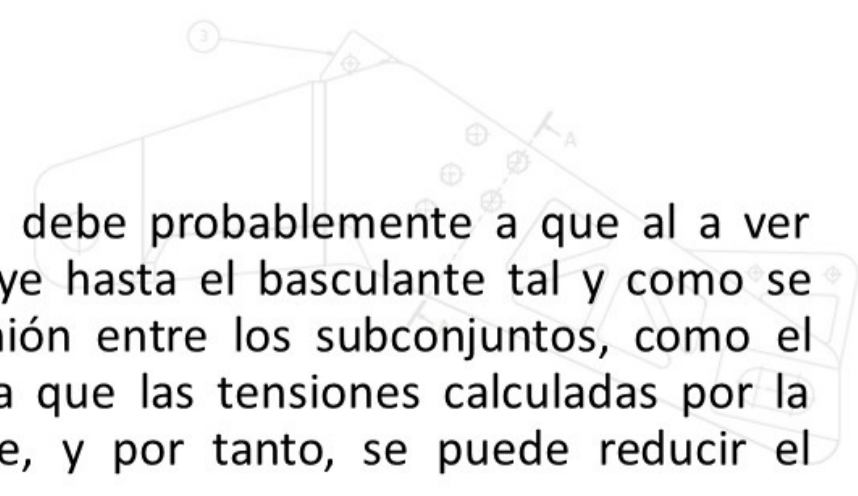 3
A
debe probablemente a que al a ver
ye hasta el basculante tal y como se
nión entre los subconjuntos, como el
a que las tensiones calculadas por la
e, y por tanto, se puede reducir el